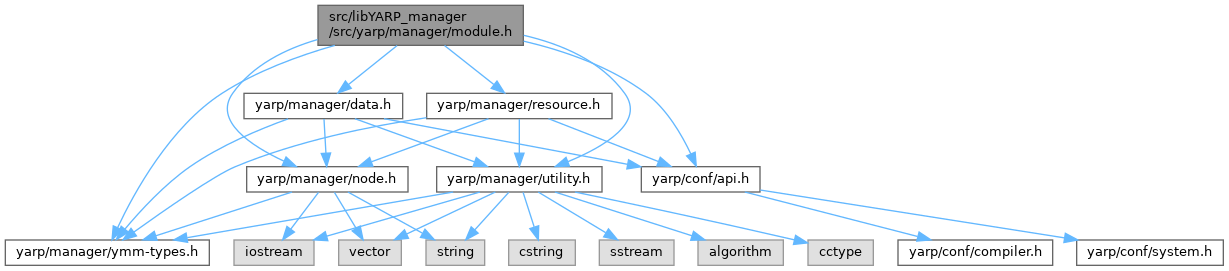 src/libYARP_manager
/src/yarp/manager/module.h
yarp/manager/data.h
yarp/manager/resource.h
yarp/manager/node.h
yarp/manager/utility.h
yarp/conf/api.h
yarp/manager/ymm-types.h
iostream
vector
string
cstring
sstream
algorithm
cctype
yarp/conf/compiler.h
yarp/conf/system.h